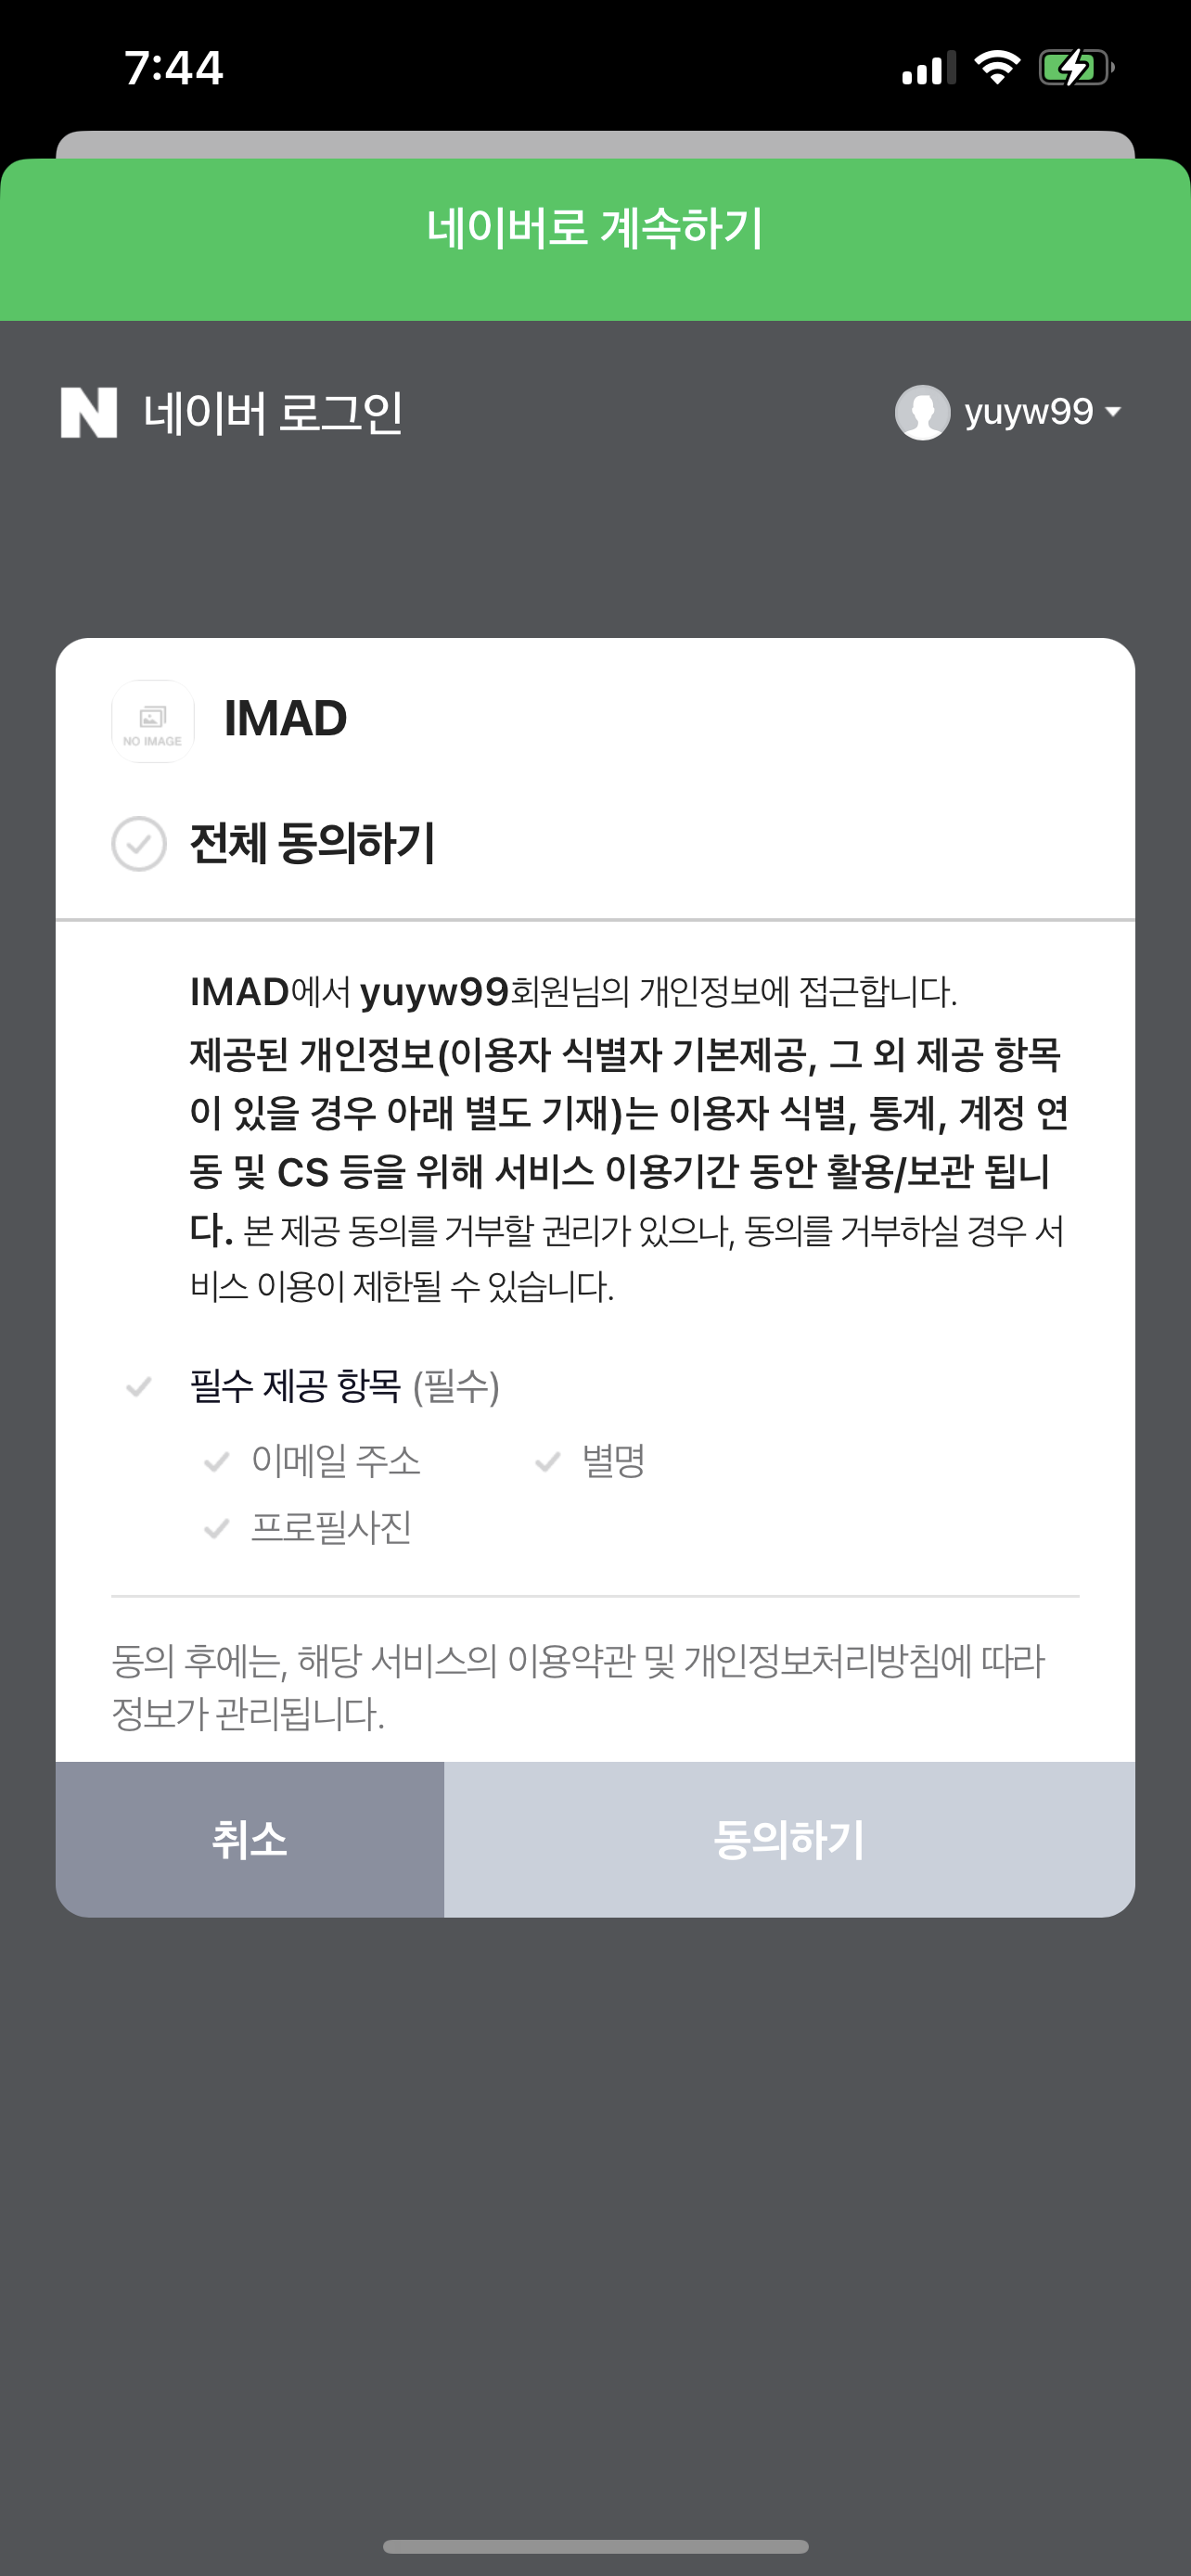 7:44
네이버로 계속하기
N 네이버 로그인
yuyw99
NO IMAGE
IMAD
전체 동의하기
IMAD에서 yuyw99회원님의 개인정보에 접근합니다.
제공된 개인정보(이용자 식별자 기본제공, 그 외 제공 항목
이 있을 경우 아래 별도 기재)는 이용자 식별, 통계, 계정 연
동 및 CS 등을 위해 서비스 이용기간 동안 활용/보관 됩니
다. 본 제공 동의를 거부할 권리가 있으나, 동의를 거부하실 경우 서
비스 이용이 제한될 수 있습니다.
필수 제공 항목 (필수)
이메일 주소
별명
프로필사진
동의 후에는, 해당 서비스의 이용약관 및 개인정보처리방침에 따라
정보가 관리됩니다.
취소
동의하기